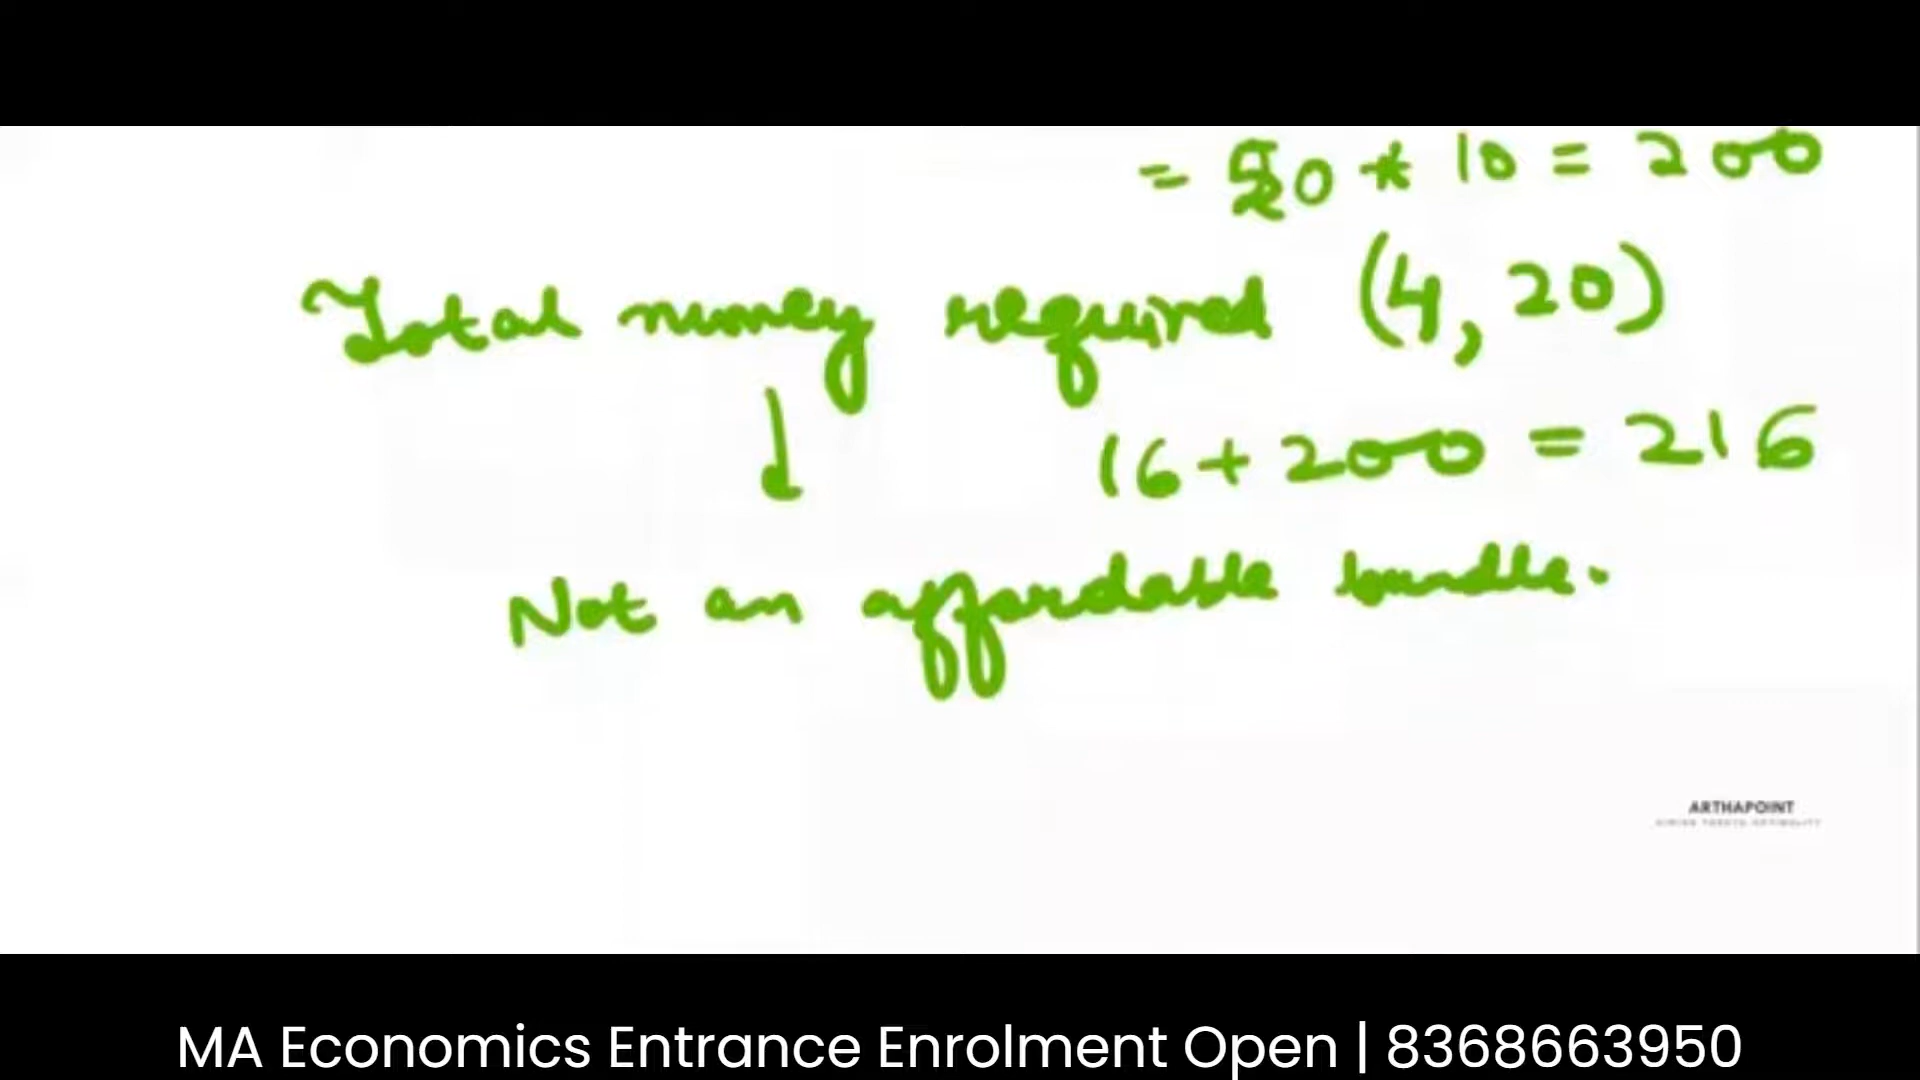 = 20 * 10 = 200
Total money required (4, 20)
16 + 200 = 216
Not an affordable bundle.
ARTHAPOINT
MA Economics Entrance Enrolment Open | 8368663950